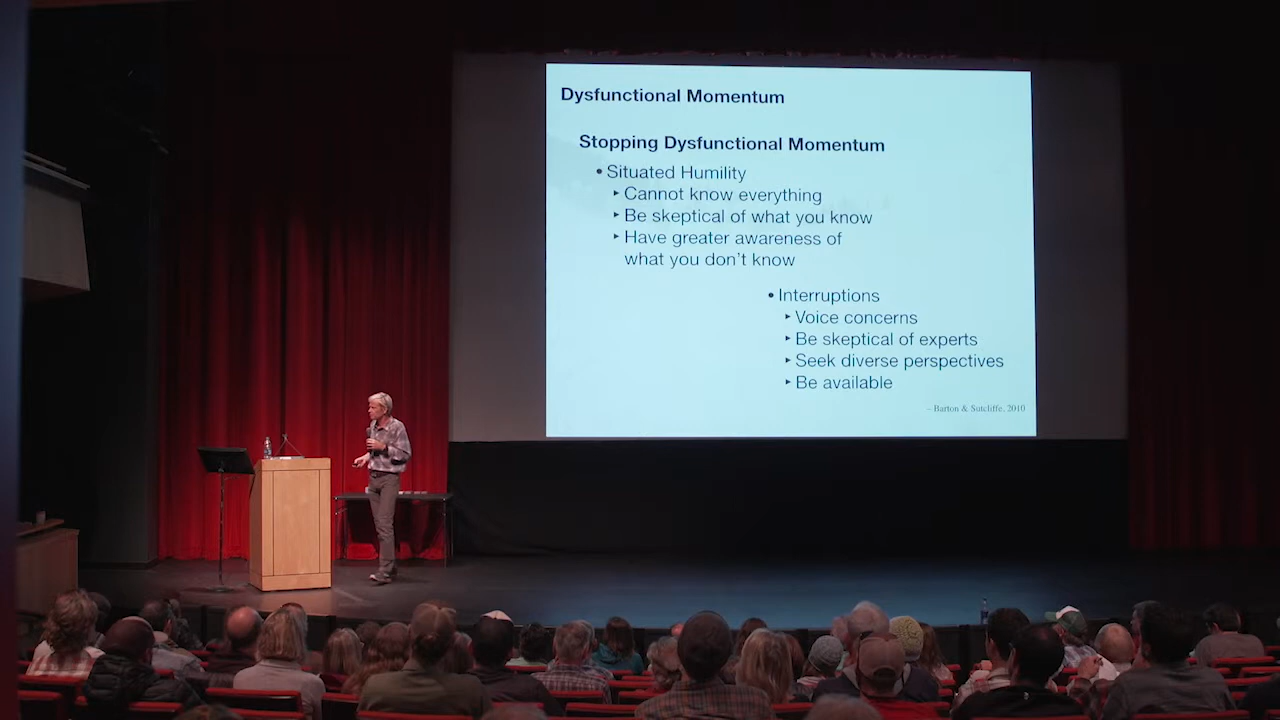 Dysfunctional Momentum
Stopping Dysfunctional Momentum
• Situated Humility
‣ Cannot know everything
‣ Be skeptical of what you know
‣ Have greater awareness of
what you don’t know
• Interruptions
‣ Voice concerns
‣ Be skeptical of experts
‣ Seek diverse perspectives
‣ Be available
– Barton & Sutcliffe, 2010